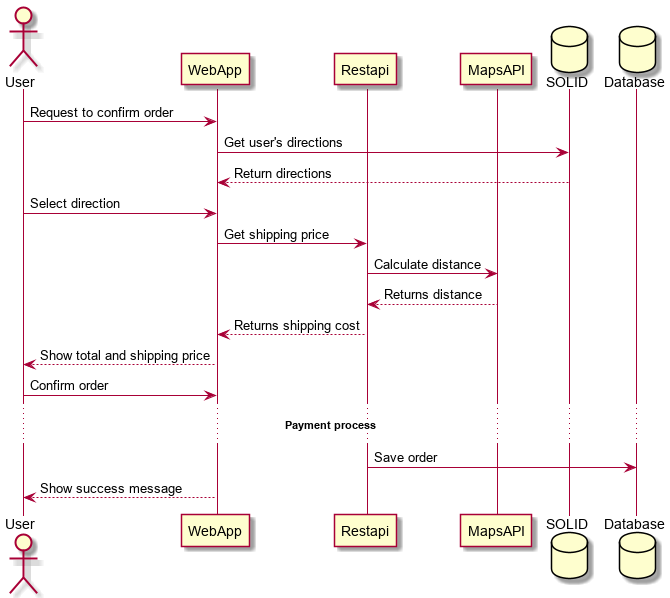 User
WebApp
Restapi
MapsAPI
SOLID
Database
Request to confirm order
Get user's directions
Return directions
Select direction
Get shipping price
Calculate distance
Returns distance
Returns shipping cost
Show total and shipping price
Confirm order
Payment process
Save order
Show success message
User
WebApp
Restapi
MapsAPI
SOLID
Database